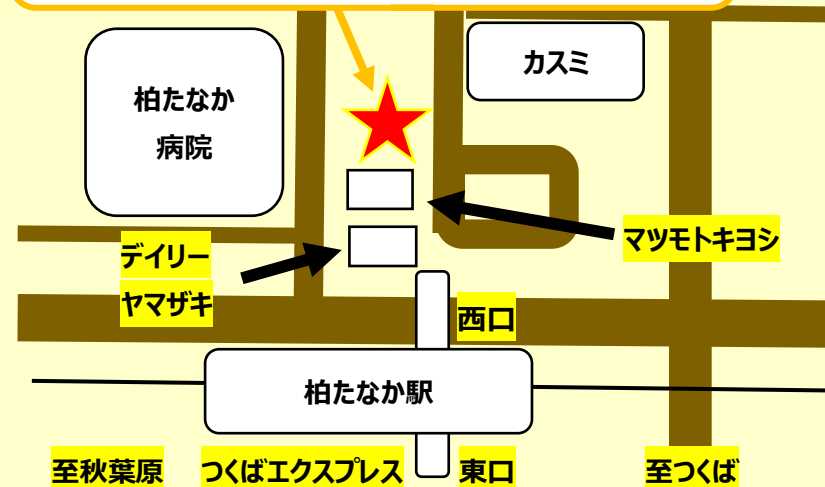 カスミ
柏たなか
病院
マツモトキヨシ
デイリー
ヤマザキ
西口
柏たなか駅
至秋葉原
つくばエクスプレス
東口
至つくば